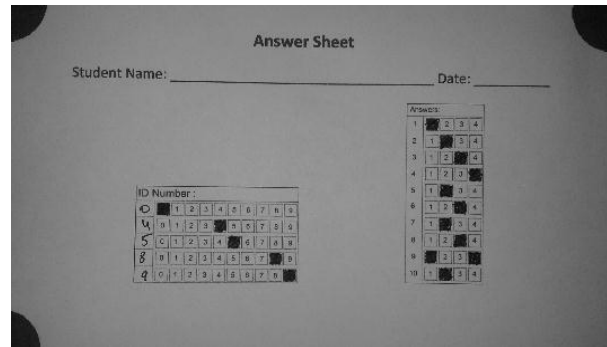 Answer Sheet
Student Name: Date:
Answers:
1 2 3 4
2 1 3 4
3 1 2 4
4 1 2 3
5 1 3 4
6 1 2 4
7 1 3 4
8 1 2 4
9 2 3
10 1 3 4
ID Number :
0 1 2 3 4 5 6 7 8 9
4 0 1 2 3 5 6 7 8 9
5 0 1 2 3 4 6 7 8 9
8 0 1 2 3 4 5 6 7 9
9 0 1 2 3 4 5 6 7 8